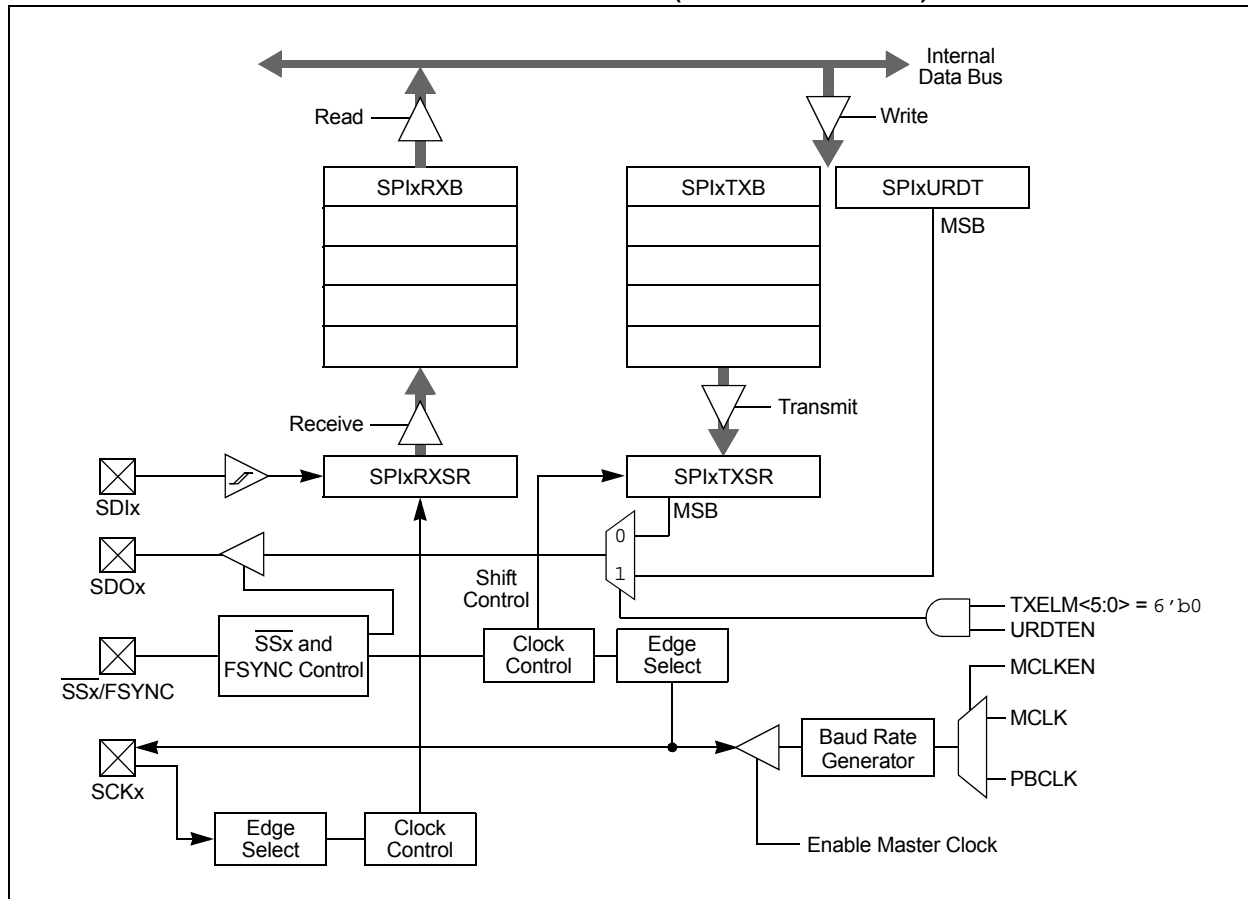 Internal
Data Bus
Read
Write
SPIxRXB
SPIxTXB
SPIxURDT
MSB
Receive
Transmit
SPIxRXSR
SPIxTXSR
SDIx
MSB
0
1
SDOx
Shift
Control
TXELM<5:0> = 6'b0
URDTEN
SSx and
FSYNC Control
Clock
Control
Edge
Select
SSx/FSYNC
MCLKEN
MCLK
Baud Rate
Generator
PBCLK
SCKx
Edge
Select
Clock
Control
Enable Master Clock